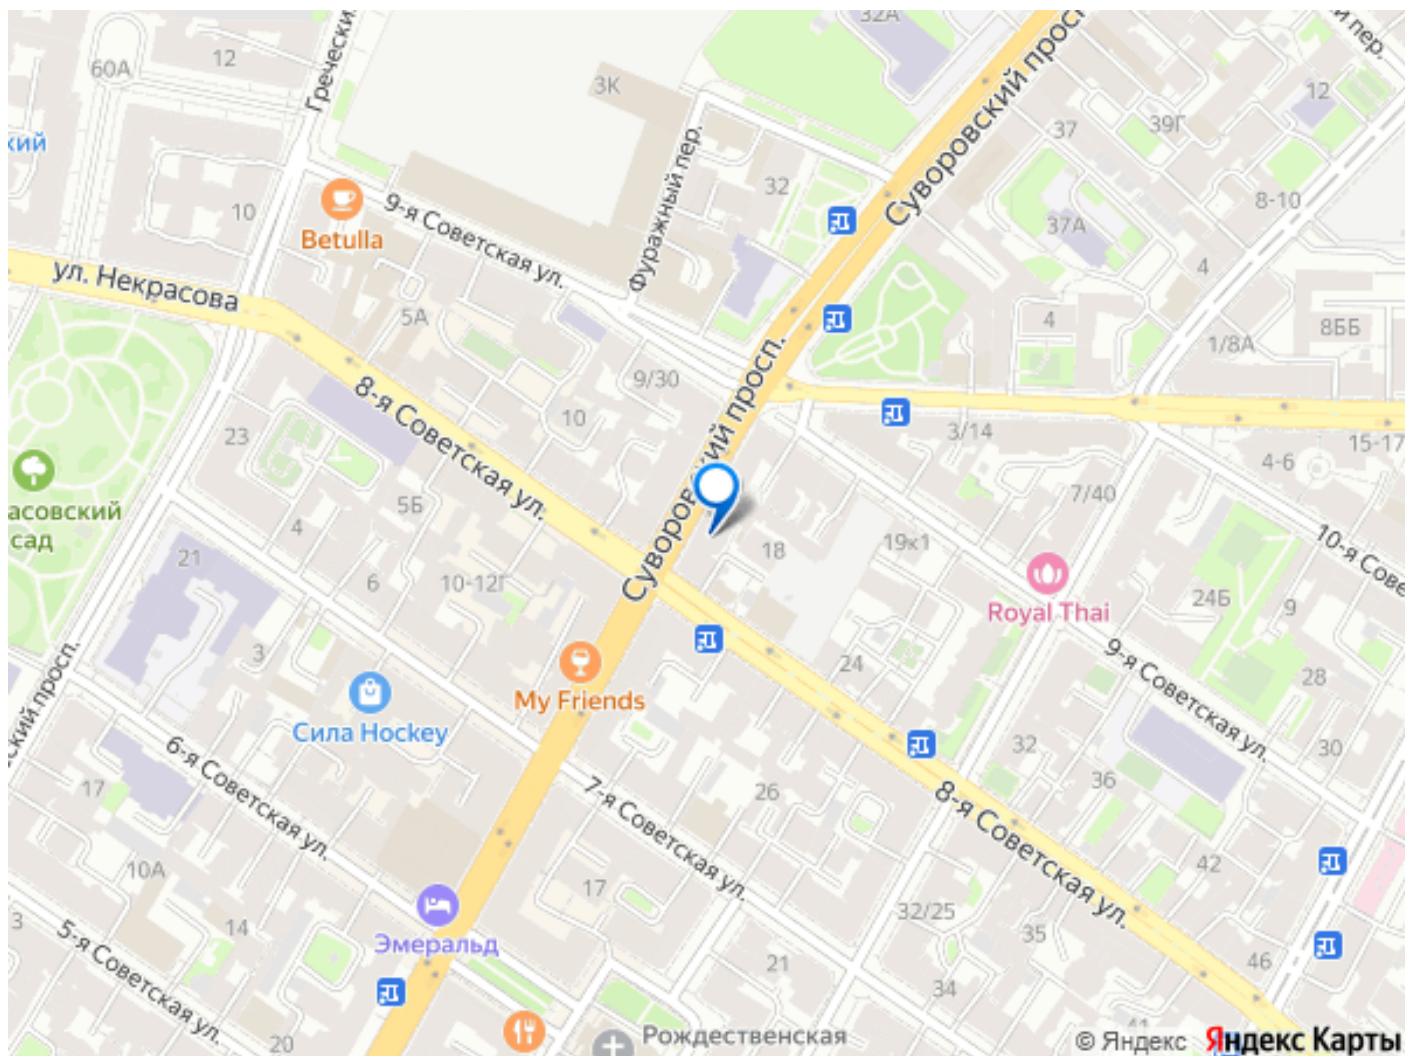 32А
Суворовский просп
й пер.
Гречески
12
60А
3К
12
37
39Г
кий
Фуражный пер.
32
8-10
10
9-я Советская ул.
37А
Betulla
Суворовский просп.
4
ул. Некрасова
5А
4
8ББ
1/8А
9/30
8-я Советская ул.
10
3/14
15-17
23
4-6
7/40
асовский
сад
5Б
4
18
19к1
10-я Сове
21
6
10-12Г
24Б
9
Royal Thai
3
24
9-я Советская ул.
28
My Friends
Сила Hockey
ский просп.
32
30
6-я Советская ул.
17
7-я Советская ул.
26
36
8-я Советская ул.
10А
17
42
14
32/25
3
Эмеральд
35
5-я Советская ул.
21
46
34
20
Рождественская
41
© Яндекс Яндекс Карты